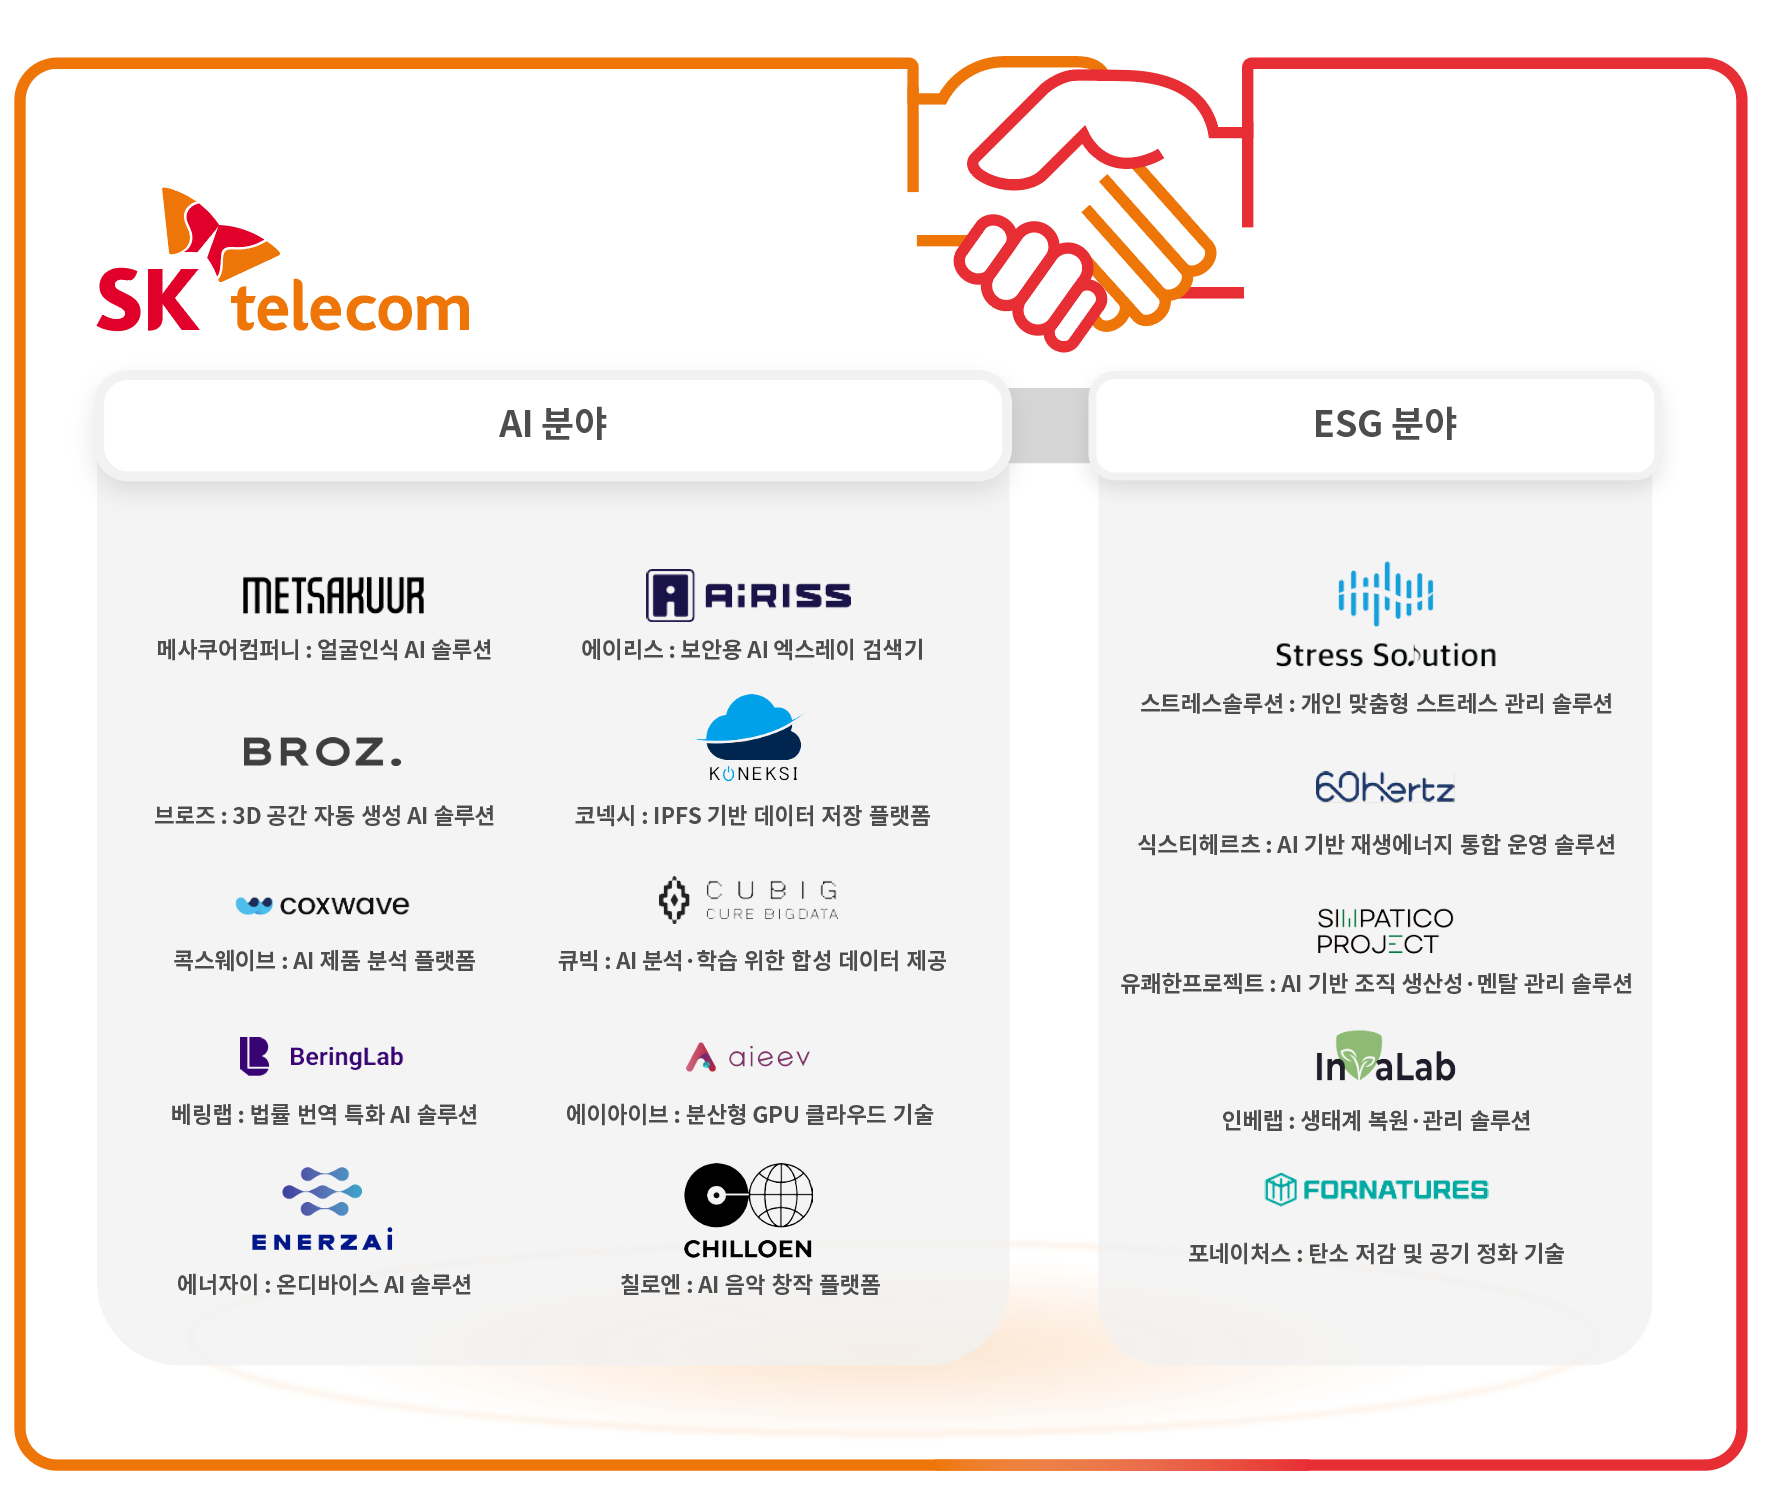 SK telecom
AI 분야
METSAKUUR
메사쿠어컴퍼니 : 얼굴인식 AI 솔루션
AiRISS
에이리스 : 보안용 AI 엑스레이 검색기
BROZ.
브로즈 : 3D 공간 자동 생성 AI 솔루션
KONEKSI
코넥시 : IPFS 기반 데이터 저장 플랫폼
coxwave
콕스웨이브 : AI 제품 분석 플랫폼
CUBIG
CURE BIGDATA
큐빅 : AI 분석·학습 위한 합성 데이터 제공
BeringLab
베링랩 : 법률 번역 특화 AI 솔루션
aieev
에이아이브 : 분산형 GPU 클라우드 기술
ENERZAi
에너자이 : 온디바이스 AI 솔루션
CHILLOEN
칠로엔 : AI 음악 창작 플랫폼
ESG 분야
Stress Solution
스트레스솔루션 : 개인 맞춤형 스트레스 관리 솔루션
60Hertz
식스티헤르츠 : AI 기반 재생에너지 통합 운영 솔루션
SIMPATICO
PROJECT
유쾌한프로젝트 : AI 기반 조직 생산성·멘탈 관리 솔루션
InVaLab
인베랩 : 생태계 복원·관리 솔루션
FORNATURES
포네이처스 : 탄소 저감 및 공기 정화 기술